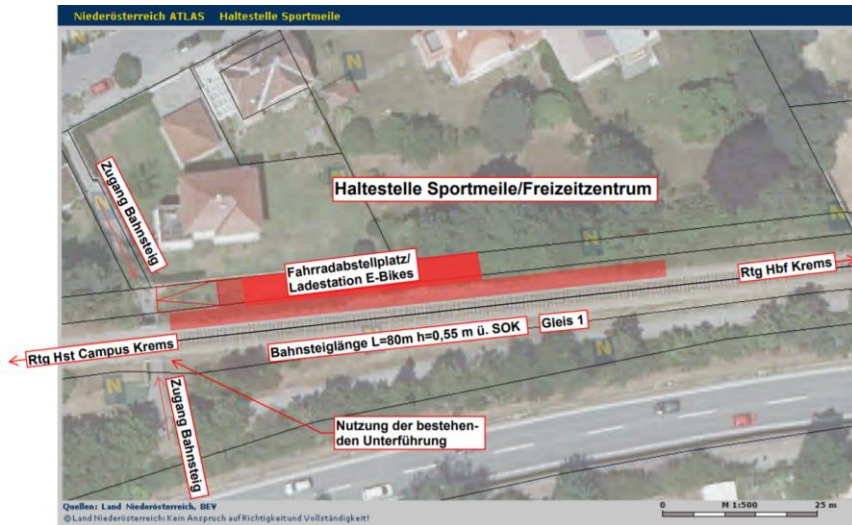 Niederösterreich ATLAS Haltestelle Sportmeile
N
N
Zugang Bahnsteig
N
Haltestelle Sportmeile/Freizeitzentrum
N
N
Fahrradabstellplatz/
Ladestation E-Bikes
Rtg Hbf Krems
Bahnsteiglänge L=80m h=0,55 m ü. SOK
Gleis 1
Rtg Hst Campus Krems
N
N
N
Zugang Bahnsteig
Nutzung der bestehen-
den Unterführung
Quellen: Land Niederösterreich, BEV
©Land Niederösterreich: Kein Anspruch auf Richtigkeit und Vollständigkeit!
0 M 1:500 25 m